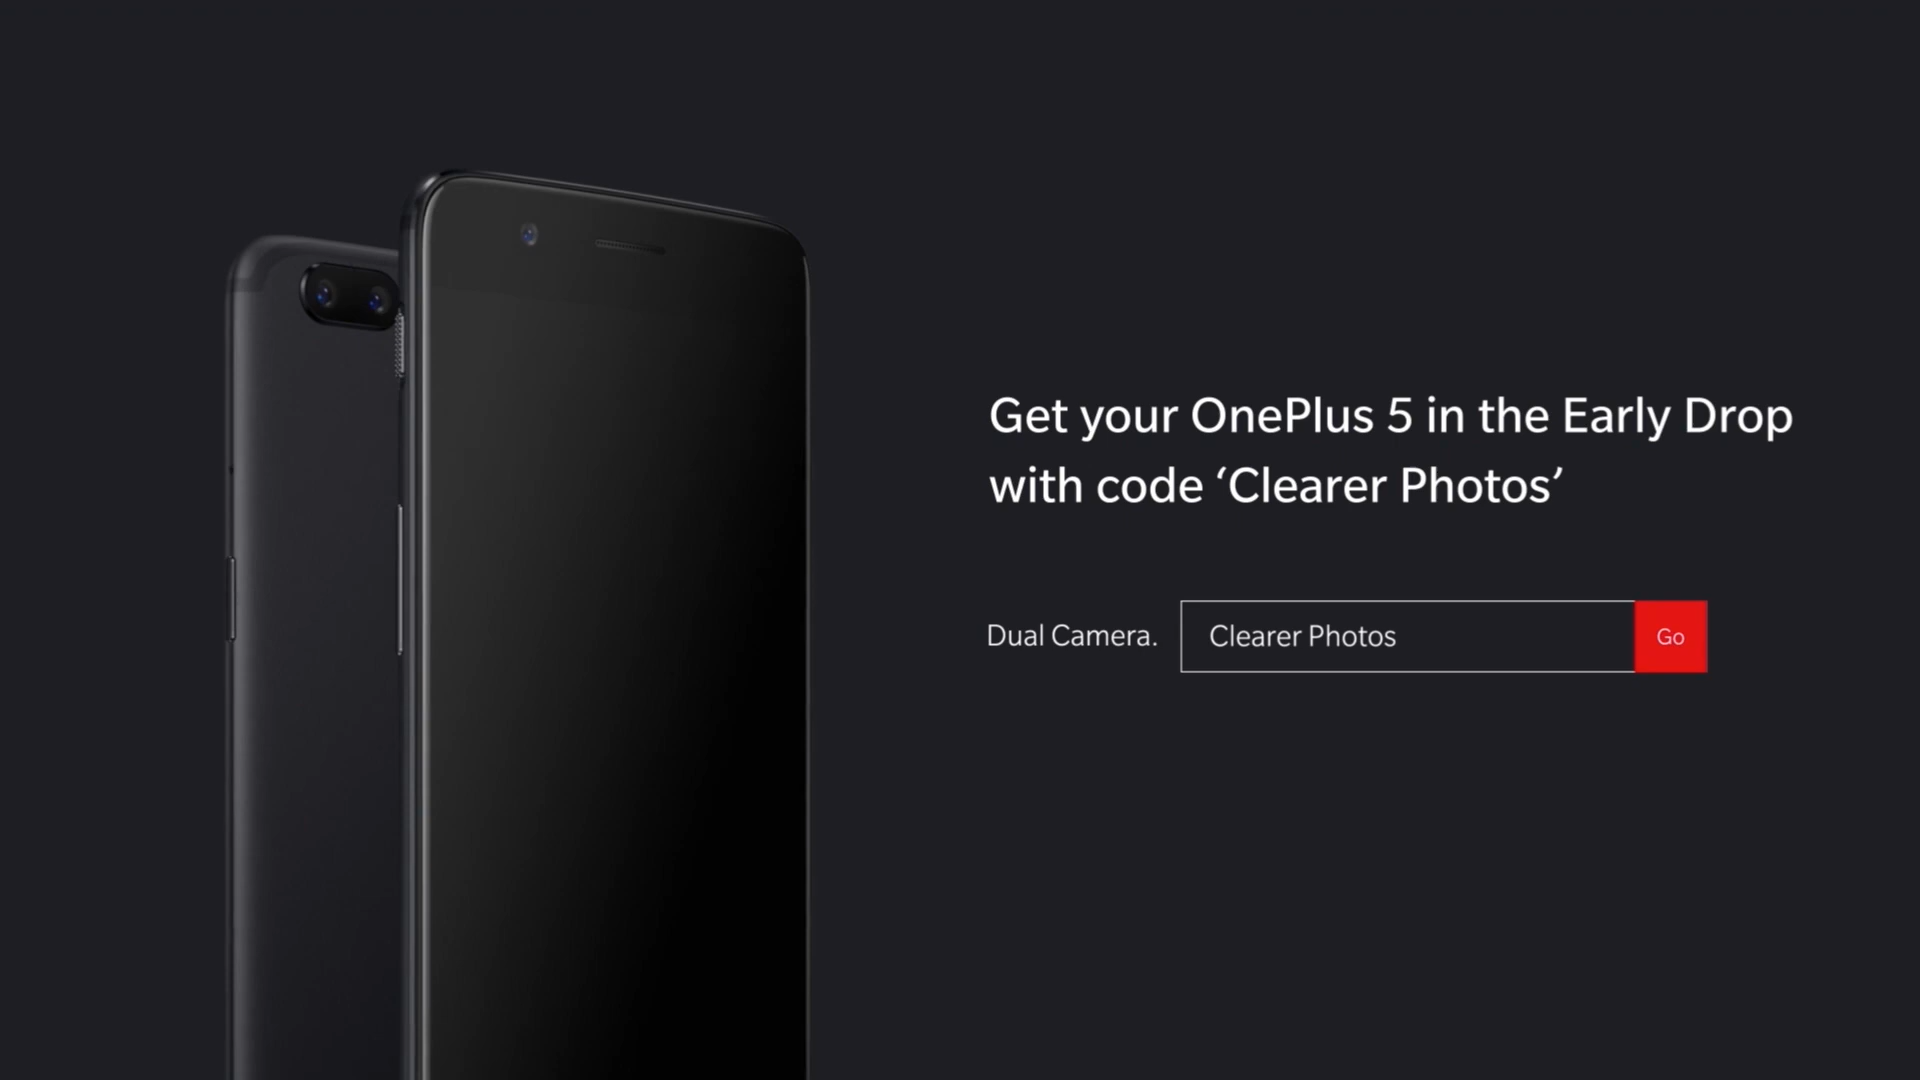 Get your OnePlus 5 in the Early Drop
with code ‘Clearer Photos’
Dual Camera. Clearer Photos Go